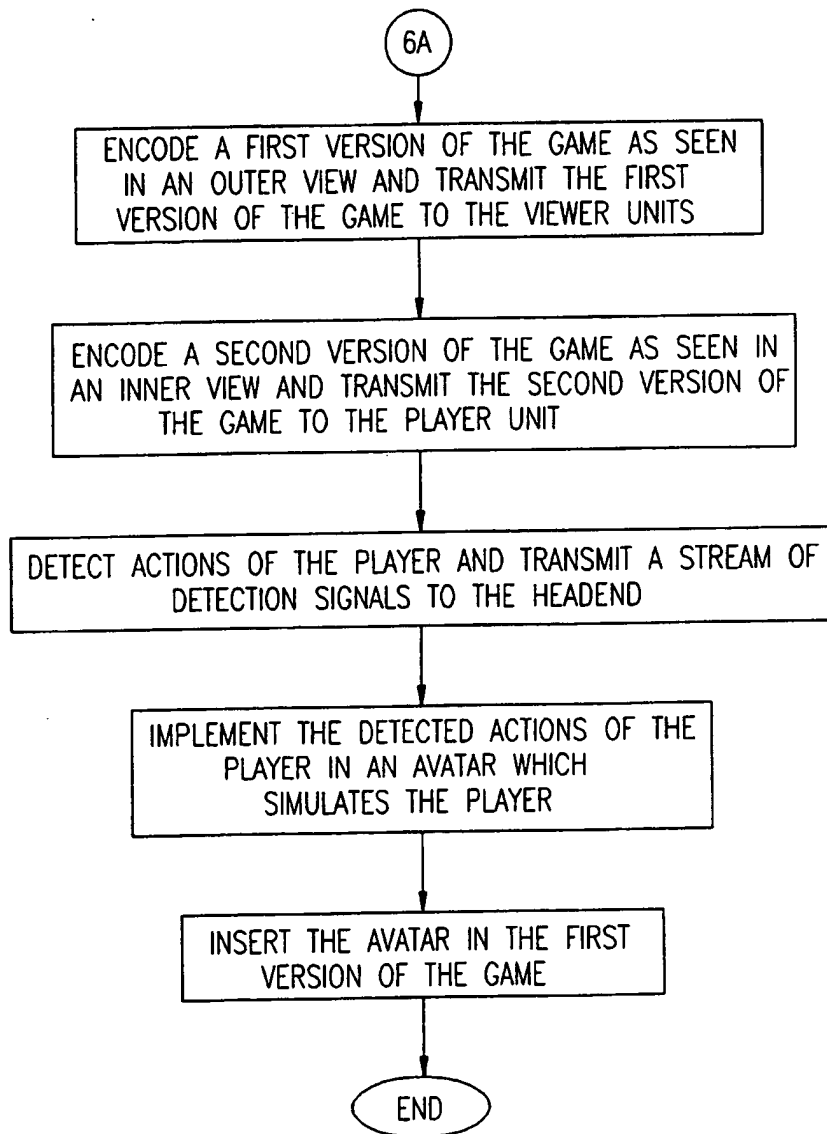 6A
ENCODE A FIRST VERSION OF THE GAME AS SEEN
IN AN OUTER VIEW AND TRANSMIT THE FIRST
VERSION OF THE GAME TO THE VIEWER UNITS
ENCODE A SECOND VERSION OF THE GAME AS SEEN IN
AN INNER VIEW AND TRANSMIT THE SECOND VERSION OF
THE GAME TO THE PLAYER UNIT
DETECT ACTIONS OF THE PLAYER AND TRANSMIT A STREAM OF
DETECTION SIGNALS TO THE HEADEND
IMPLEMENT THE DETECTED ACTIONS OF THE
PLAYER IN AN AVATAR WHICH
SIMULATES THE PLAYER
INSERT THE AVATAR IN THE FIRST
VERSION OF THE GAME
END